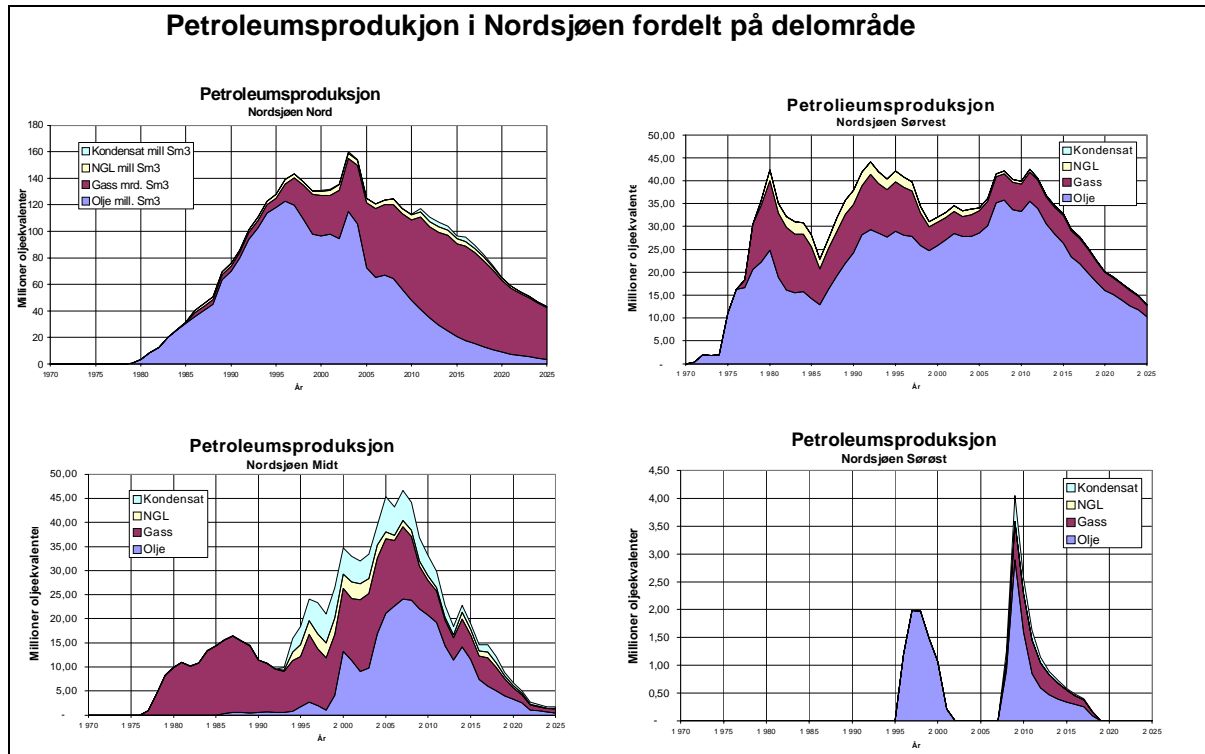 Petroleumsprodukjon i Nordsjøen fordelt på delområde
Petroleumsproduksjon
Nordsjøen Nord
Millioner oljeekvalenter
180
160
140
120
100
80
60
40
20
0
Kondensat mill Sm3
NGL mill Sm3
Gass mrd. Sm3
Olje mill. Sm3
1970 1975 1980 1985 1990 1995 2000 2005 2010 2015 2020 2025
År
Petrolieumsproduksjon
Nordsjøen Sørvest
Millioner oljeekvalente
50,00
45,00
40,00
35,00
30,00
25,00
20,00
15,00
10,00
5,00
-
Kondensat
NGL
Gass
Olje
1 970 1 975 1 980 1 985 1 990 1 995 2 000 2 005 2 010 2 015 2 020 2 025
År
Petroleumsproduksjon
Nordsjøen Midt
Millioner oljeekvalenter
50,00
45,00
40,00
35,00
30,00
25,00
20,00
15,00
10,00
5,00
-
Kondensat
NGL
Gass
Olje
1 970 1 975 1 980 1 985 1 990 1 995 2 000 2 005 2 010 2 015 2 020 2 025
År
Petroleumsproduksjon
Nordsjøen Sørøst
Millioner oljeekvalenter
4,50
4,00
3,50
3,00
2,50
2,00
1,50
1,00
0,50
-
Kondensat
NGL
Gass
Olje
1 970 1 975 1 980 1 985 1 990 1 995 2 000 2 005 2 010 2 015 2 020 2 025
År